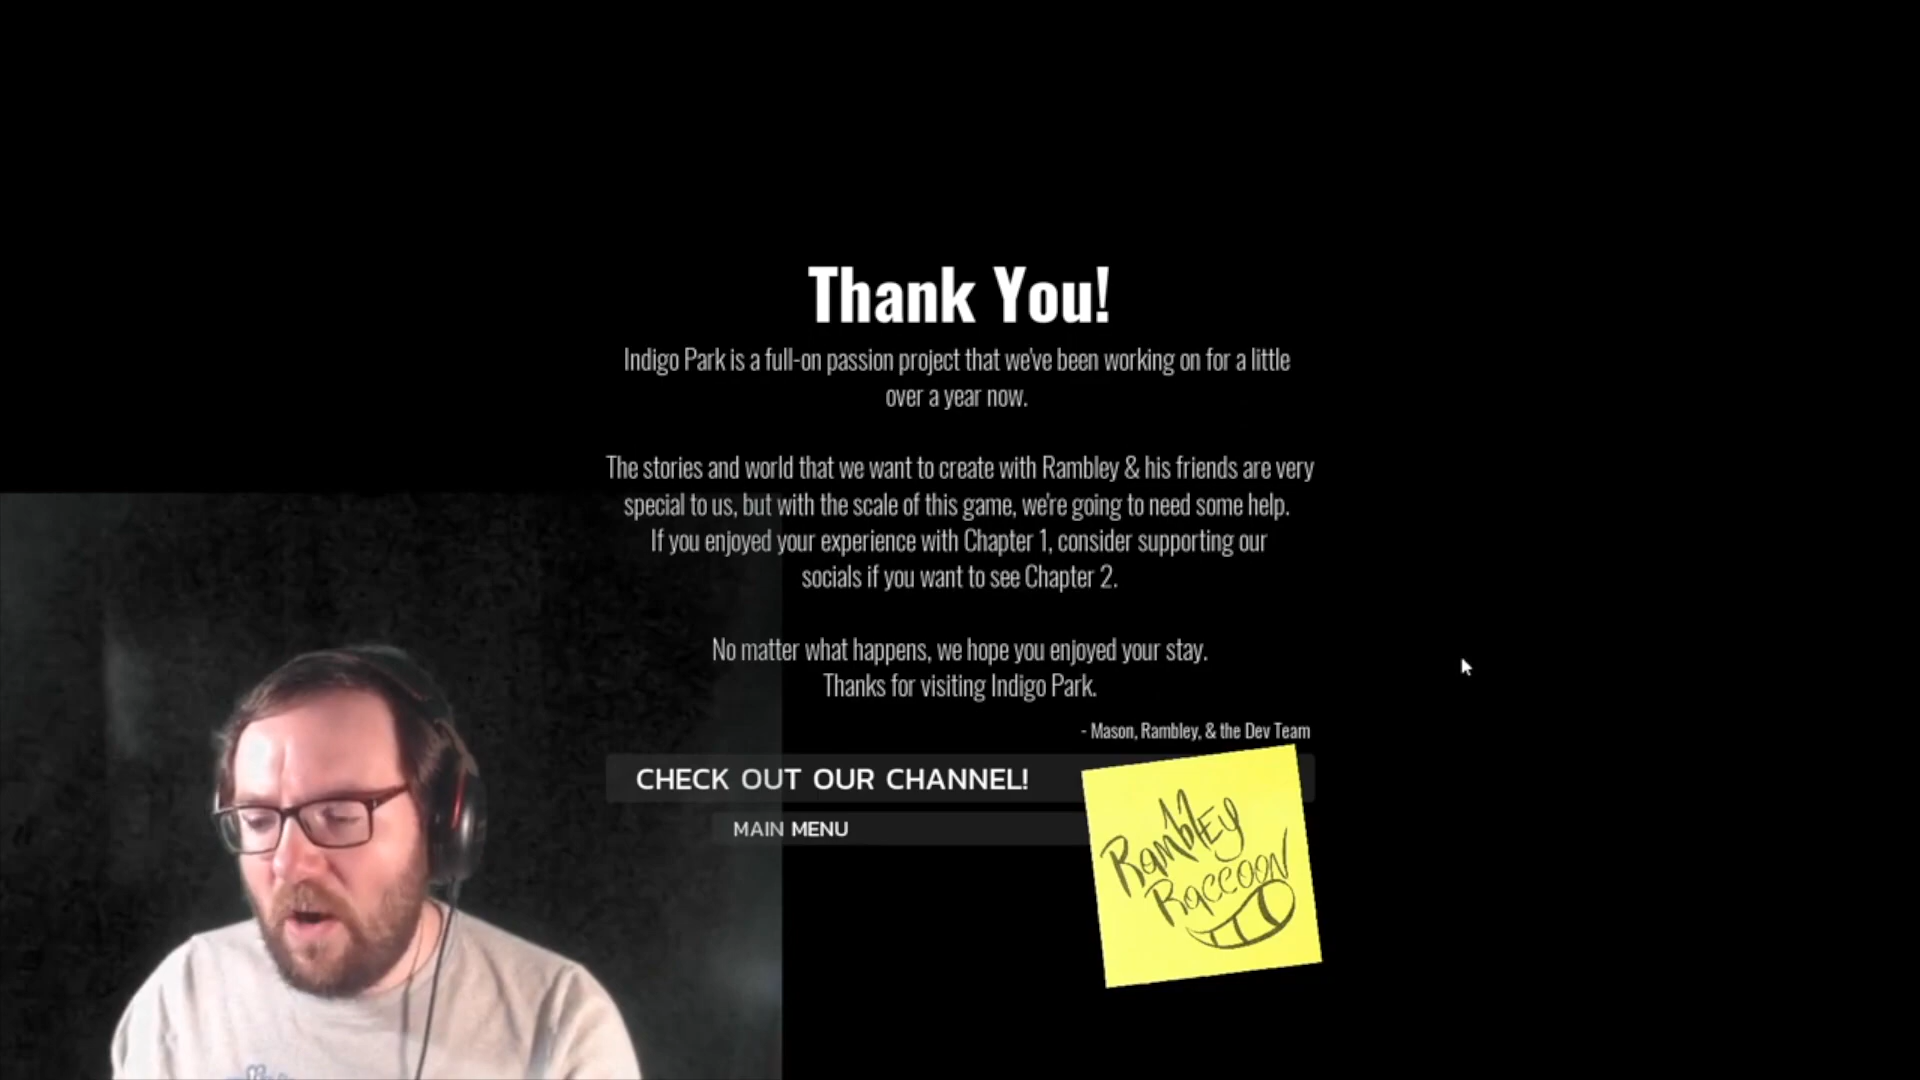 Thank You!
Indigo Park is a full-on passion project that we've been working on for a little
over a year now.
The stories and world that we want to create with Rambley & his friends are very
special to us, but with the scale of this game, we're going to need some help.
If you enjoyed your experience with Chapter 1, consider supporting our
socials if you want to see Chapter 2.
No matter what happens, we hope you enjoyed your stay.
Thanks for visiting Indigo Park.
- Mason, Rambley, & the Dev Team
CHECK OUT OUR CHANNEL!
MAIN MENU
Rambley
Raccoon